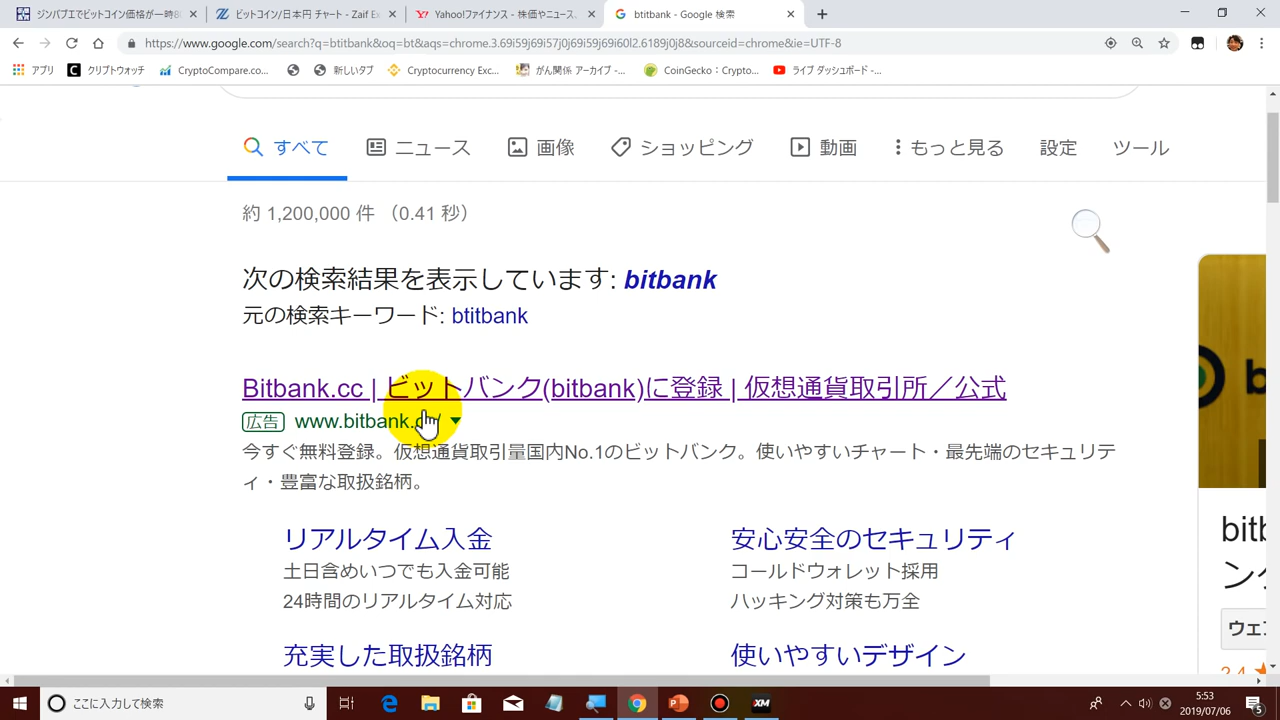 ジンバブエでビットコイン価格が一時8
ビットコイン/日本円 チャート - Zaif Ex
Yahoo!ファイナンス - 株価やニュース、
btitbank - Google 検索
https://www.google.com/search?q=btitbank&oq=bt&aqs=chrome.3.69i59j69i57j0j69i59j69i60l2.6189j0j8&sourceid=chrome&ie=UTF-8
アプリ クリプトウォッチ CryptoCompare.co... 新しいタブ Cryptocurrency Exc... がん関係 アーカイブ -... CoinGecko：Crypto... ライブ ダッシュボード -...
すべて ニュース 画像 ショッピング 動画 もっと見る 設定 ツール
約 1,200,000 件 （0.41 秒）
次の検索結果を表示しています: bitbank
元の検索キーワード: btitbank
Bitbank.cc | ビットバンク(bitbank)に登録 | 仮想通貨取引所／公式
広告 www.bitbank.
今すぐ無料登録。仮想通貨取引量国内No.1のビットバンク。使いやすいチャート・最先端のセキュリテ
ィ・豊富な取扱銘柄。
リアルタイム入金
土日含めいつでも入金可能
24時間のリアルタイム対応
安心安全のセキュリティ
コールドウォレット採用
ハッキング対策も万全
充実した取扱銘柄
使いやすいデザイン
b
bitb
ンク
ウェ
2.4
ここに入力して検索
XM
5:53
2019/07/06
5